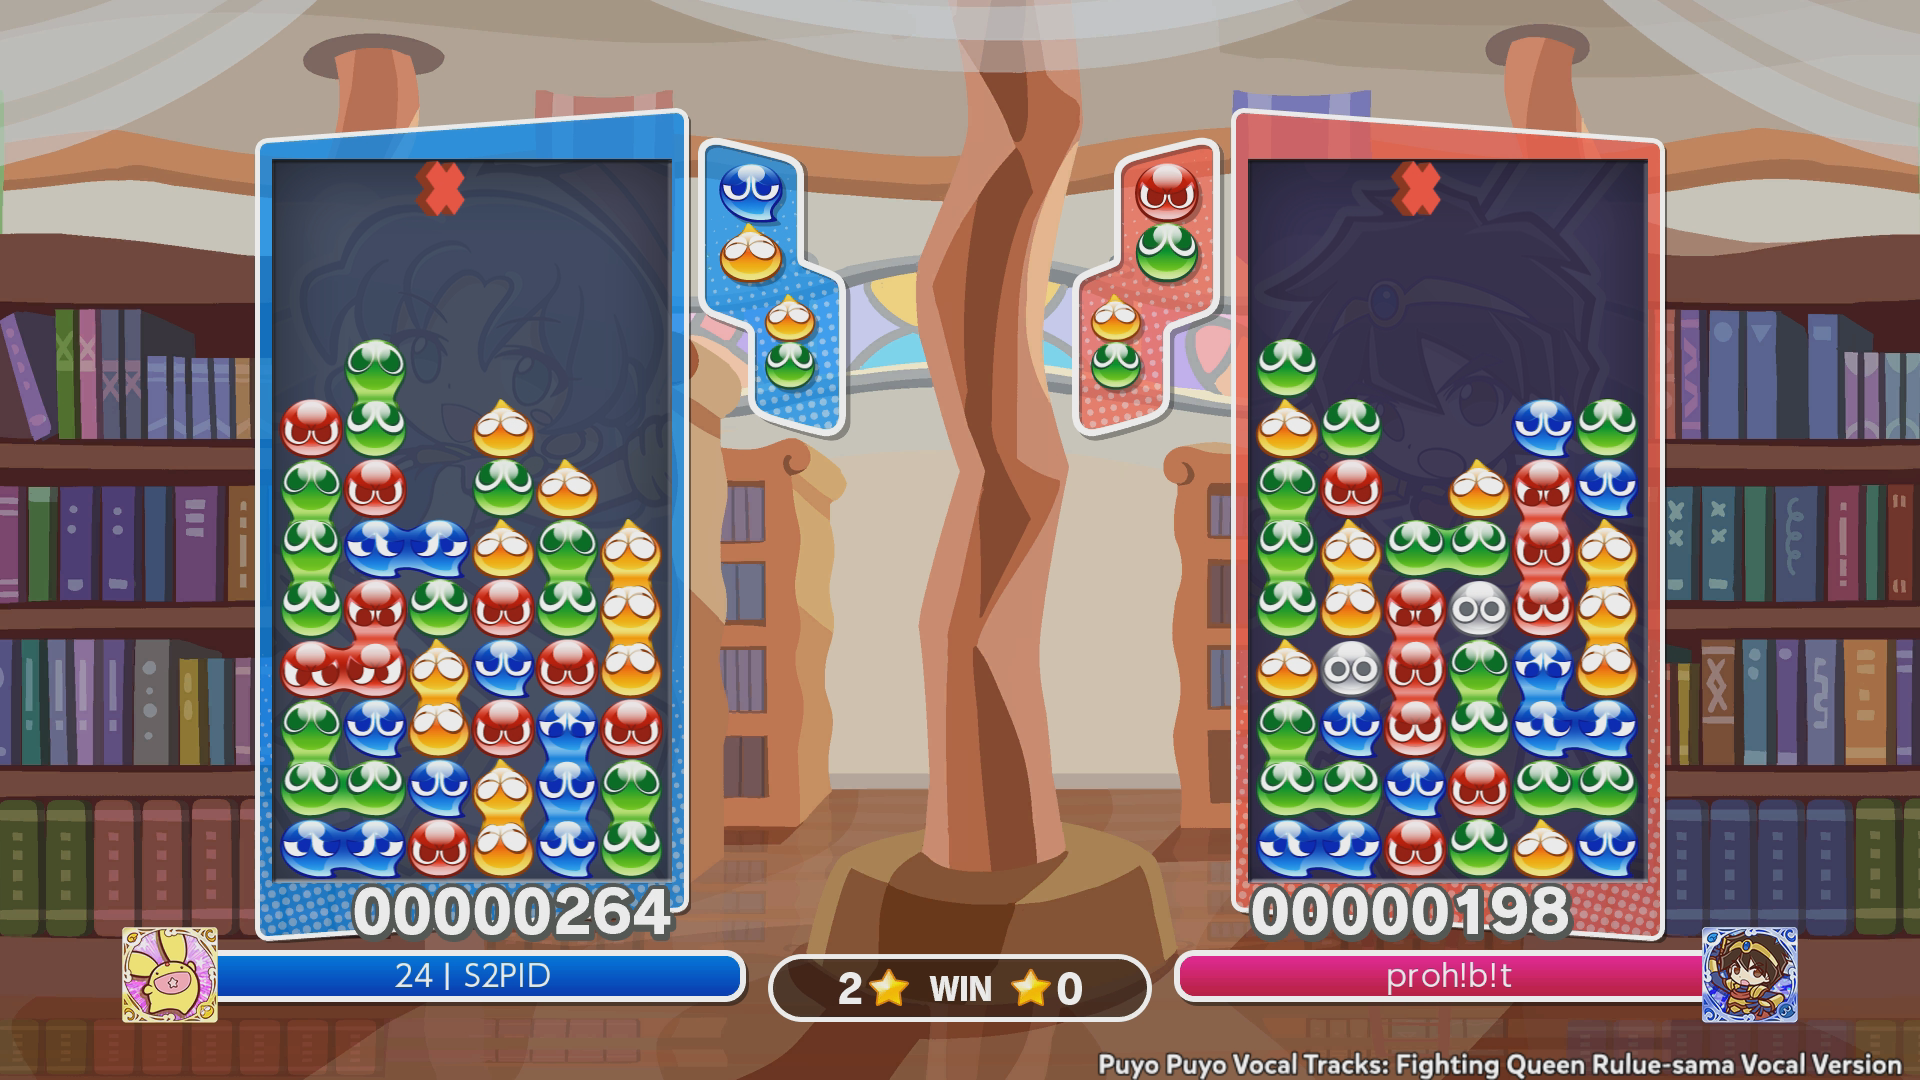 00000264
00000198
24 | S2PID
2 WIN 0
proh!b!t
Puyo Puyo Vocal Tracks: Fighting Queen Rulue-sama Vocal Version